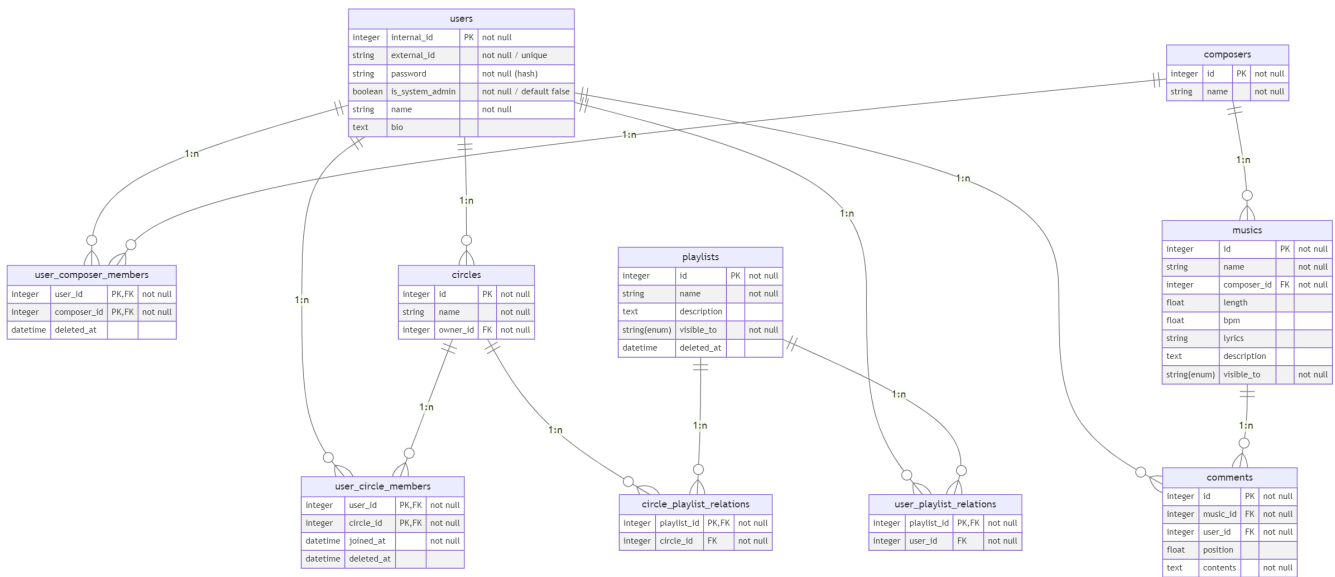 users
integer internal_id PK not null
string external_id not null / unique
string password not null (hash)
boolean is_system_admin not null / default false
string name not null
text bio
composers
integer id PK not null
string name not null
1:n
1:n
1:n
1:n
1:n
1:n
1:n
user_composer_members
integer user_id PK,FK not null
integer composer_id PK,FK not null
datetime deleted_at
circles
integer id PK not null
string name not null
integer owner_id FK not null
playlists
integer id PK not null
string name not null
text description
string(enum) visible_to not null
datetime deleted_at
musics
integer id PK not null
string name not null
integer composer_id FK not null
float length
float bpm
string lyrics
text description
string(enum) visible_to not null
1:n
1:n
1:n
1:n
1:n
1:n
user_circle_members
integer user_id PK,FK not null
integer circle_id PK,FK not null
datetime joined_at not null
datetime deleted_at
circle_playlist_relations
integer playlist_id PK,FK not null
integer circle_id FK not null
user_playlist_relations
integer playlist_id PK,FK not null
integer user_id FK not null
comments
integer id PK not null
integer music_id FK not null
integer user_id FK not null
float position
text contents not null